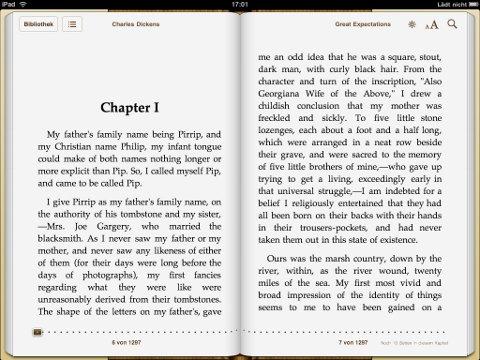 iPad
17:01
Lädt nicht
Bibliothek
Charles Dickens
Great Expectations
AA
Chapter I
My father's family name being Pirrip, and
my Christian name Philip, my infant tongue
could make of both names nothing longer or
more explicit than Pip. So, I called myself Pip,
and came to be called Pip.
I give Pirrip as my father's family name, on
the authority of his tombstone and my sister,
—Mrs. Joe Gargery, who married the
blacksmith. As I never saw my father or my
mother, and never saw any likeness of either
of them (for their days were long before the
days of photographs), my first fancies
regarding what they were like were
unreasonably derived from their tombstones.
The shape of the letters on my father's, gave
6 von 1297
me an odd idea that he was a square, stout,
dark man, with curly black hair. From the
character and turn of the inscription, "Also
Georgiana Wife of the Above," I drew a
childish conclusion that my mother was
freckled and sickly. To five little stone
lozenges, each about a foot and a half long,
which were arranged in a neat row beside
their grave, and were sacred to the memory
of five little brothers of mine,—who gave up
trying to get a living, exceedingly early in
that universal struggle,—I am indebted for a
belief I religiously entertained that they had
all been born on their backs with their hands
in their trousers-pockets, and had never
taken them out in this state of existence.
Ours was the marsh country, down by the
river, within, as the river wound, twenty
miles of the sea. My first most vivid and
broad impression of the identity of things
seems to me to have been gained on a
7 von 1297
Seiten in diesem Kapitel